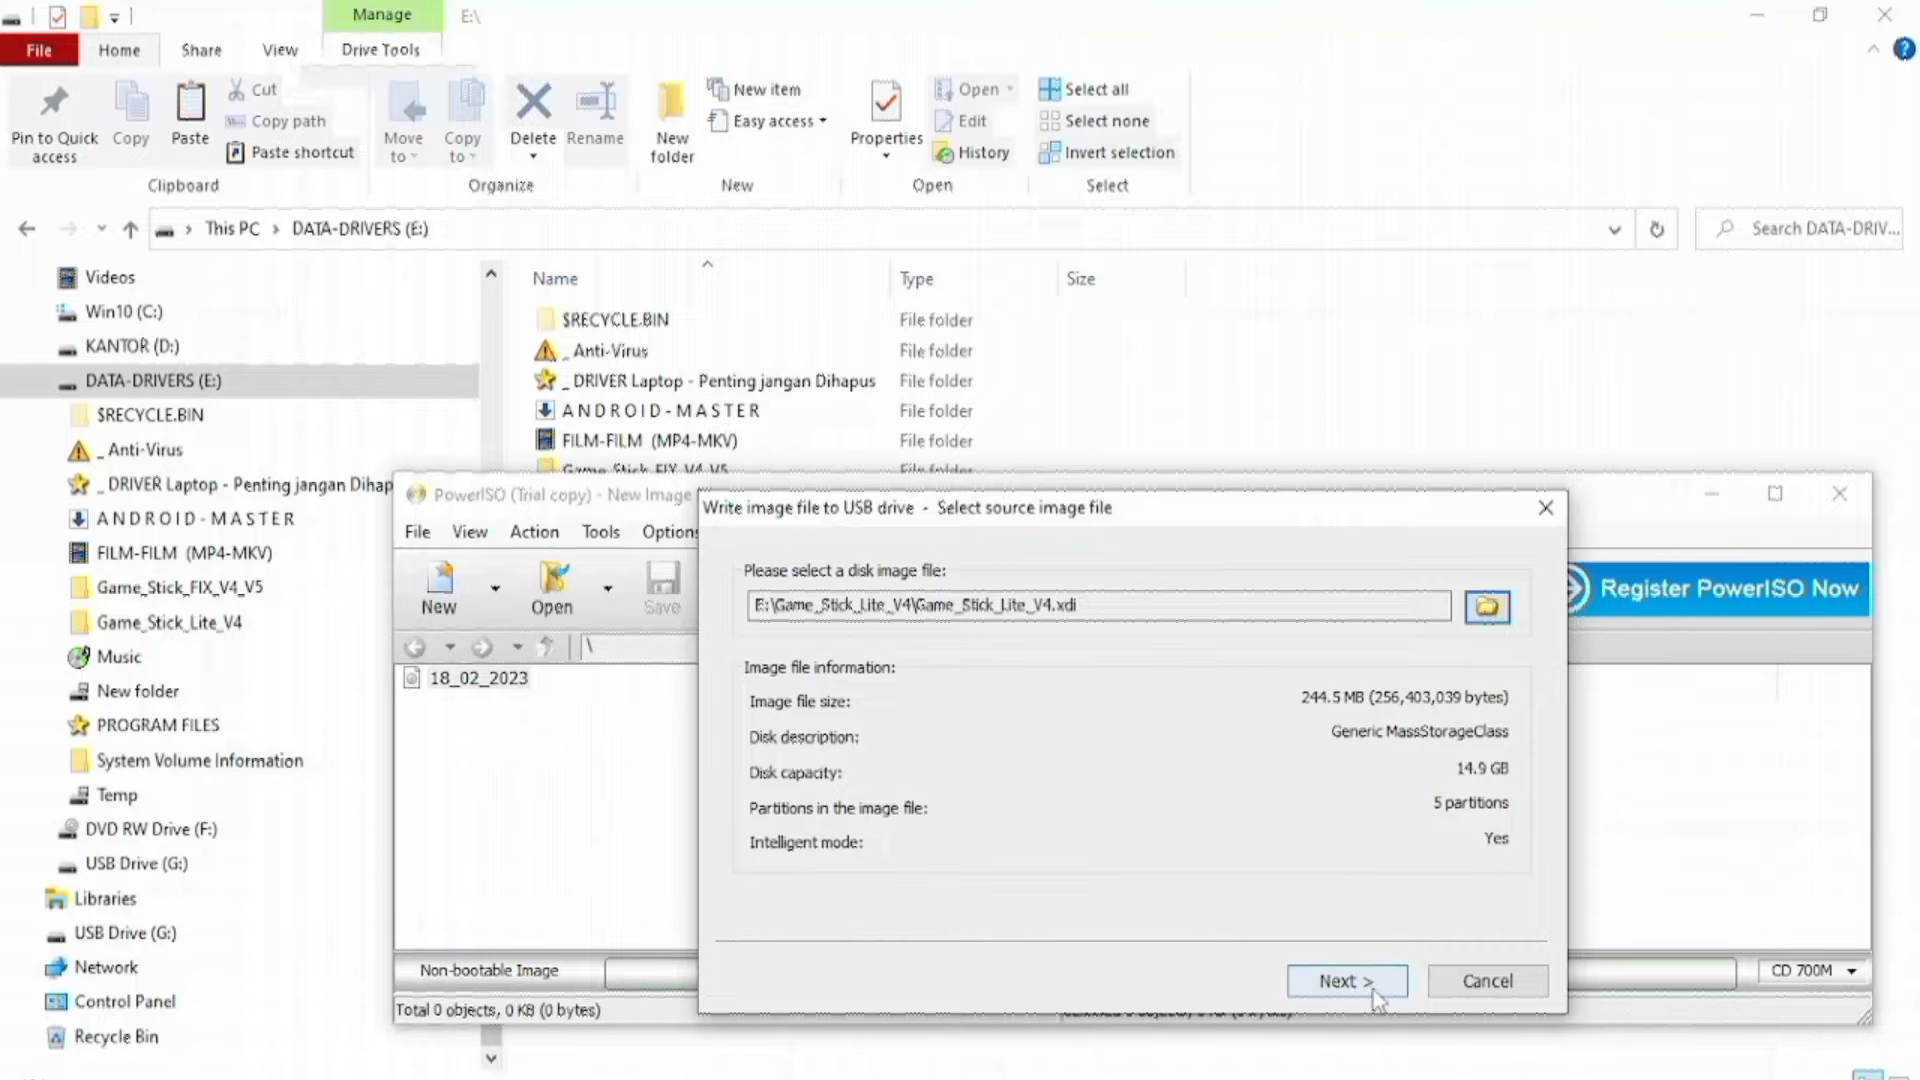 Manage
E:\
File
Home
Share
View
Drive Tools
Pin to Quick access
Copy
Paste
Cut
Copy path
Paste shortcut
Move to
Copy to
Delete
Rename
New folder
New item
Easy access
Properties
Open
Edit
History
Select all
Select none
Invert selection
Clipboard
Organize
New
Open
Select
This PC > DATA-DRIVERS (E:)
Search DATA-DRIV...
Videos
Win10 (C:)
KANTOR (D:)
DATA-DRIVERS (E:)
$RECYCLE.BIN
_ Anti-Virus
_ DRIVER Laptop - Penting jangan Dihap
A N D R O I D - M A S T E R
FILM-FILM (MP4-MKV)
Game_Stick_FIX_V4_V5
Game_Stick_Lite_V4
Music
New folder
PROGRAM FILES
System Volume Information
Temp
DVD RW Drive (F:)
USB Drive (G:)
Libraries
USB Drive (G:)
Network
Control Panel
Recycle Bin
Name
Type
Size
$RECYCLE.BIN
File folder
_ Anti-Virus
File folder
_ DRIVER Laptop - Penting jangan Dihapus
File folder
A N D R O I D - M A S T E R
File folder
FILM-FILM (MP4-MKV)
File folder
Game_Stick_FIX_V4_V5
File folder
PowerISO (Trial copy) - New Image
File
View
Action
Tools
Options
New
Open
Save
Register PowerISO Now
\
18_02_2023
Non-bootable Image
CD 700M
Total 0 objects, 0 KB (0 bytes)
Write image file to USB drive - Select source image file
Please select a disk image file:
E:\Game_Stick_Lite_V4\Game_Stick_Lite_V4.xdi
Image file information:
Image file size:
244.5 MB (256,403,039 bytes)
Disk description:
Generic MassStorageClass
Disk capacity:
14.9 GB
Partitions in the image file:
5 partitions
Intelligent mode:
Yes
Next >
Cancel